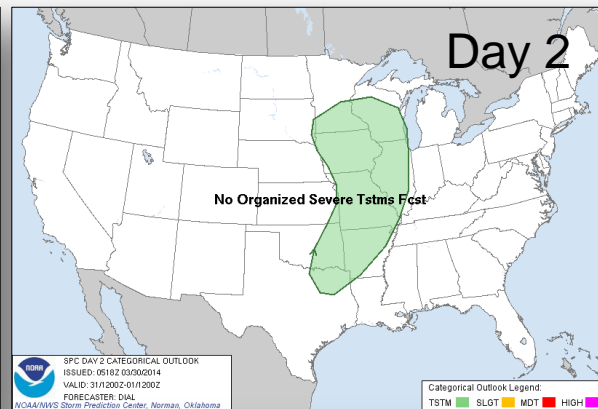 Day 2
No Organized Severe Tstms Fcst
NOAA
SPC DAY 2 CATEGORICAL OUTLOOK
ISSUED: 0518Z 03/30/2014
VALID: 31/1200Z-01/1200Z
FORECASTER: DIAL
NOAA/NWS Storm Prediction Center, Norman, Oklahoma
Categorical Outlook Legend:
TSTM SLGT MDT HIGH